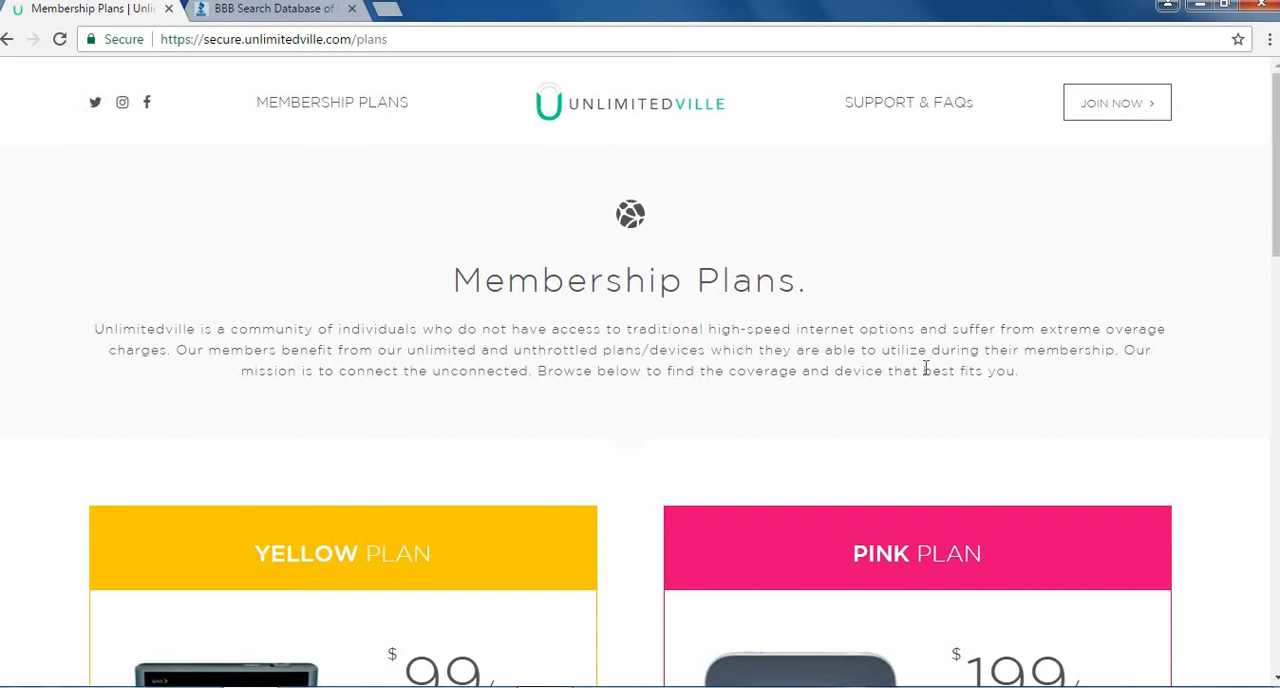 Membership Plans | Unli
BBB Search Database of
Secure https://secure.unlimitedville.com/plans
MEMBERSHIP PLANS UNLIMITEDVILLE SUPPORT & FAQs JOIN NOW >
Membership Plans.
Unlimitedville is a community of individuals who do not have access to traditional high-speed internet options and suffer from extreme overage
charges. Our members benefit from our unlimited and unthrottled plans/devices which they are able to utilize during their membership. Our
mission is to connect the unconnected. Browse below to find the coverage and device that best fits you.
YELLOW PLAN
PINK PLAN
$99/
$199/